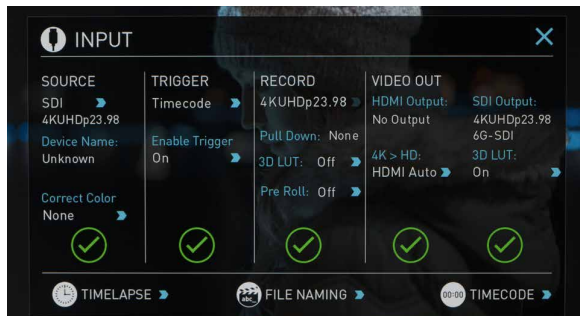 INPUT
SOURCE
SDI
4KUHDp23.98
Device Name:
Unknown
Correct Color
None
TRIGGER
Timecode
Enable Trigger
On
RECORD
4KUHDp23.98
Pull Down: None
3D LUT: Off
Pre Roll: Off
VIDEO OUT
HDMI Output:
No Output
4K > HD:
HDMI Auto
SDI Output:
4KUHDp23.98
6G-SDI
3D LUT:
On
TIMELAPSE
abc_
FILE NAMING
00:00
TIMECODE